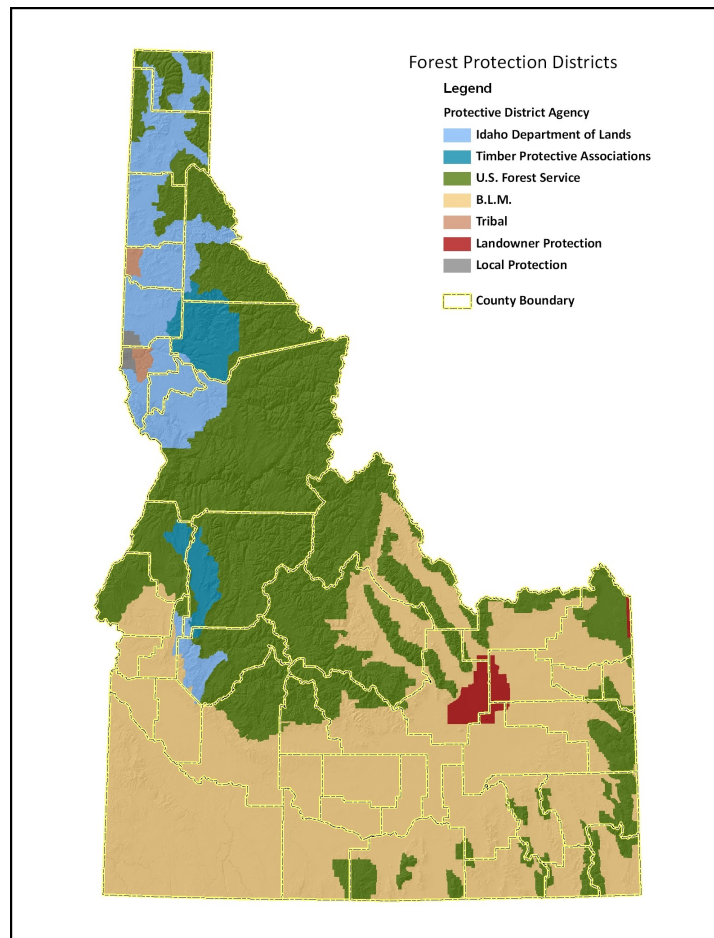 Forest Protection Districts
Legend
Protective District Agency
Idaho Department of Lands
Timber Protective Associations
U.S. Forest Service
B.L.M.
Tribal
Landowner Protection
Local Protection
County Boundary